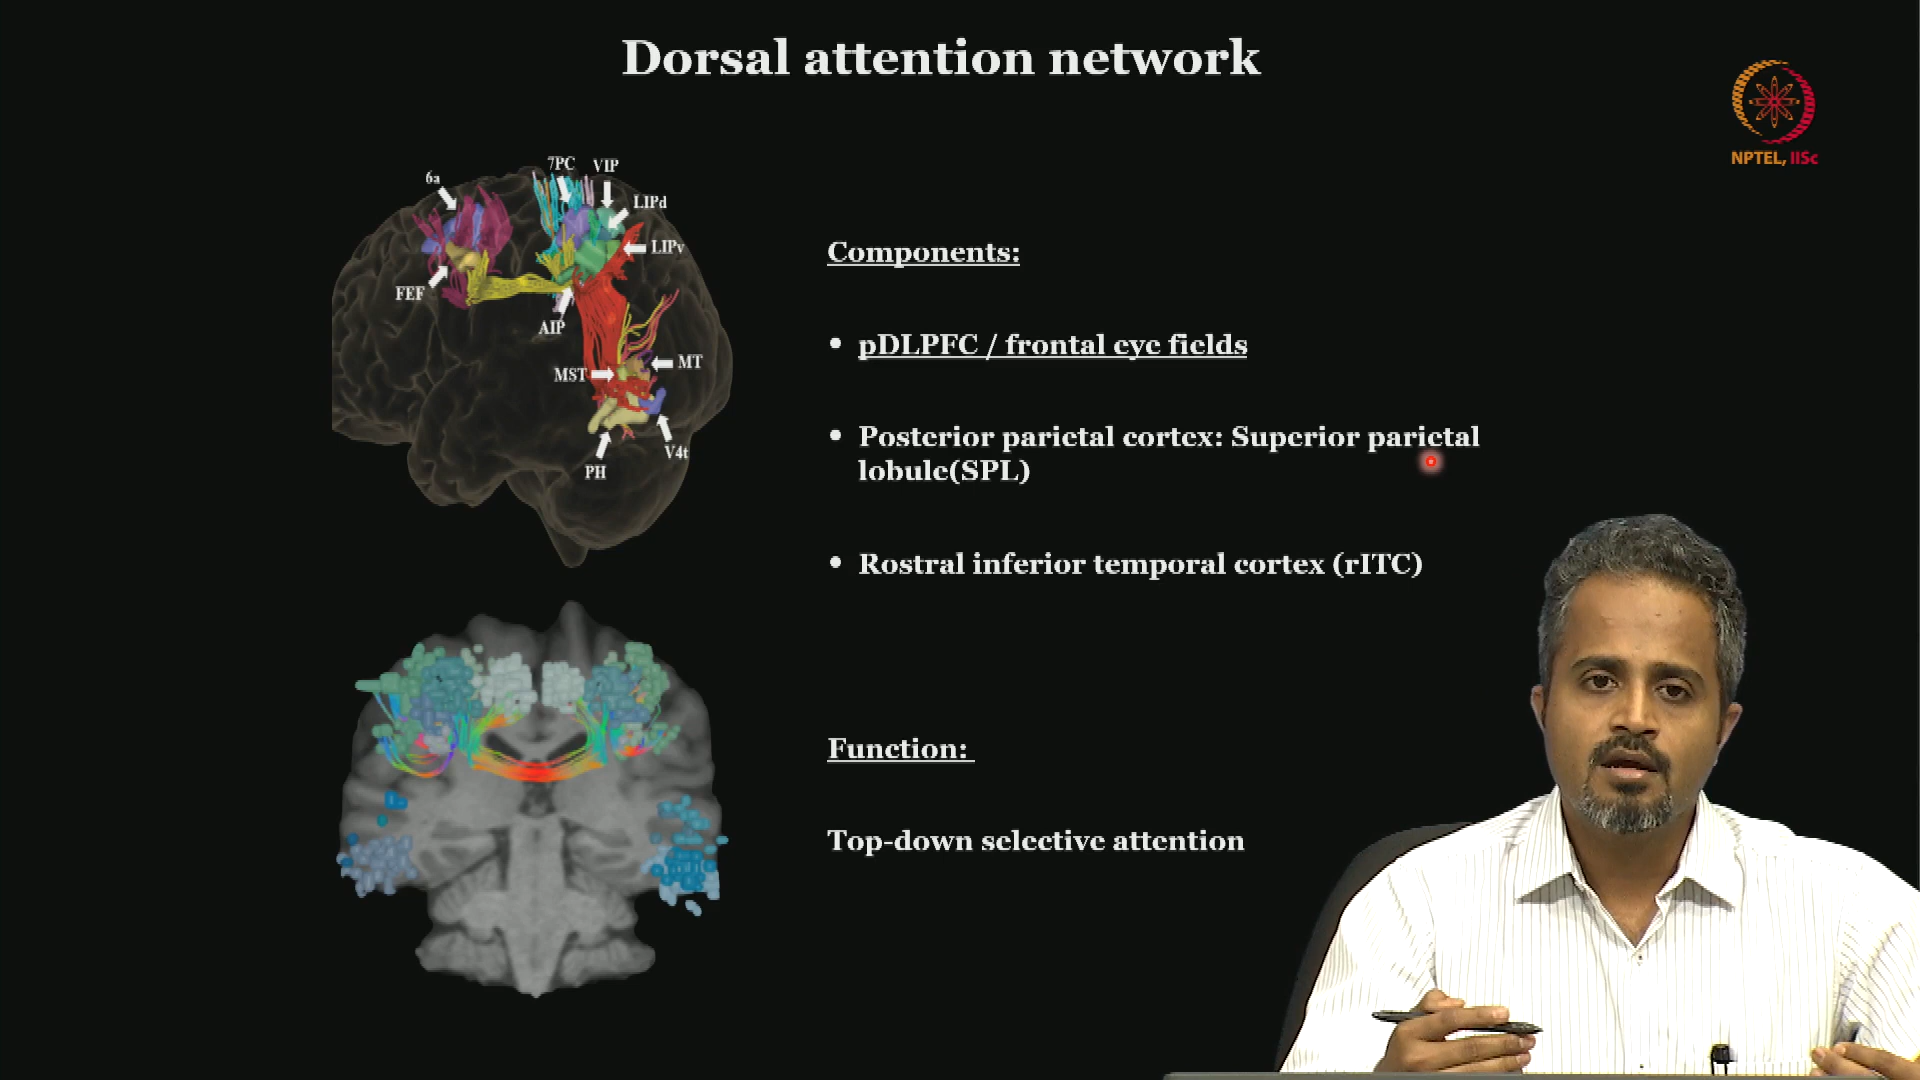 Dorsal attention network
NPTEL, IISc
7PC
VIP
6a
LIPd
LIPv
FEF
AIP
MT
MST
V4t
PH
Components:
• pDLPFC / frontal eye fields
• Posterior parietal cortex: Superior parietal
lobule(SPL)
• Rostral inferior temporal cortex (rITC)
Function:
Top-down selective attention